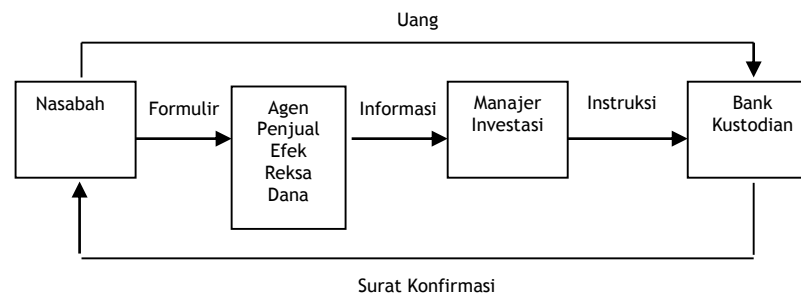 Uang
Nasabah
Formulir
Agen
Penjual
Efek
Reksa
Dana
Informasi
Manajer
Investasi
Instruksi
Bank
Kustodian
Surat Konfirmasi